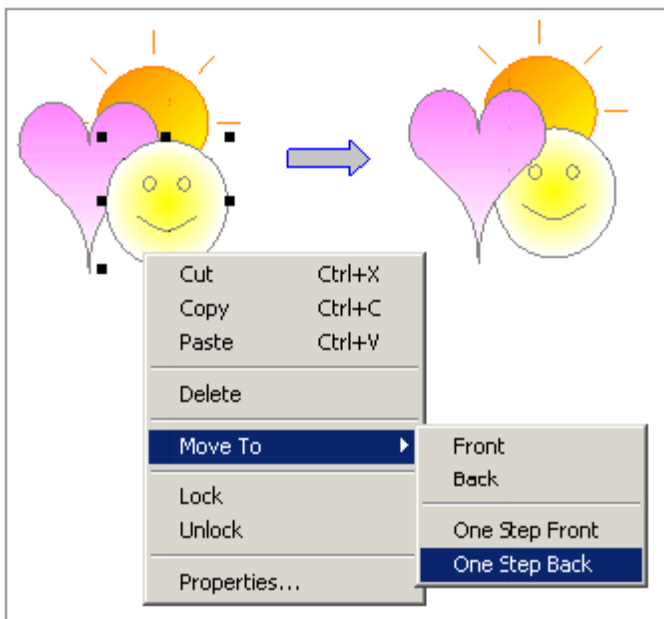 Cut Ctrl+X
Copy Ctrl+C
Paste Ctrl+V
Delete
Move To
Front
Back
One Step Front
One Step Back
Lock
Unlock
Properties...